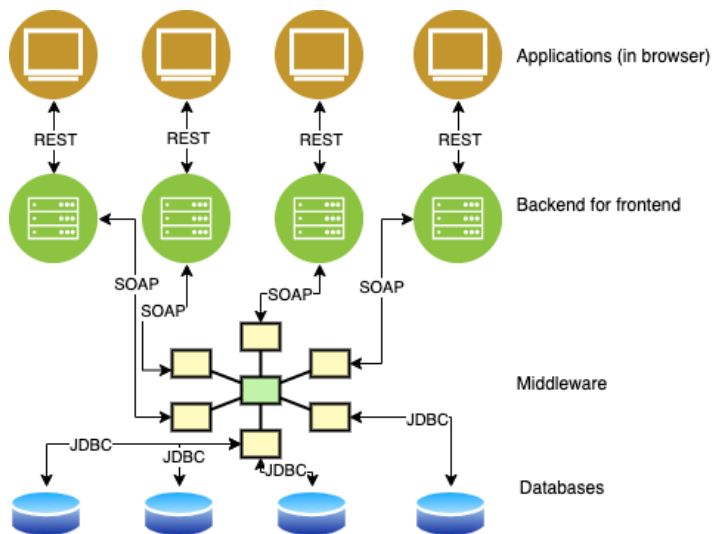 Applications (in browser)
REST
REST
REST
REST
Backend for frontend
SOAP
SOAP
SOAP
SOAP
Middleware
JDBC
JDBC
JDBC
JDBC
Databases